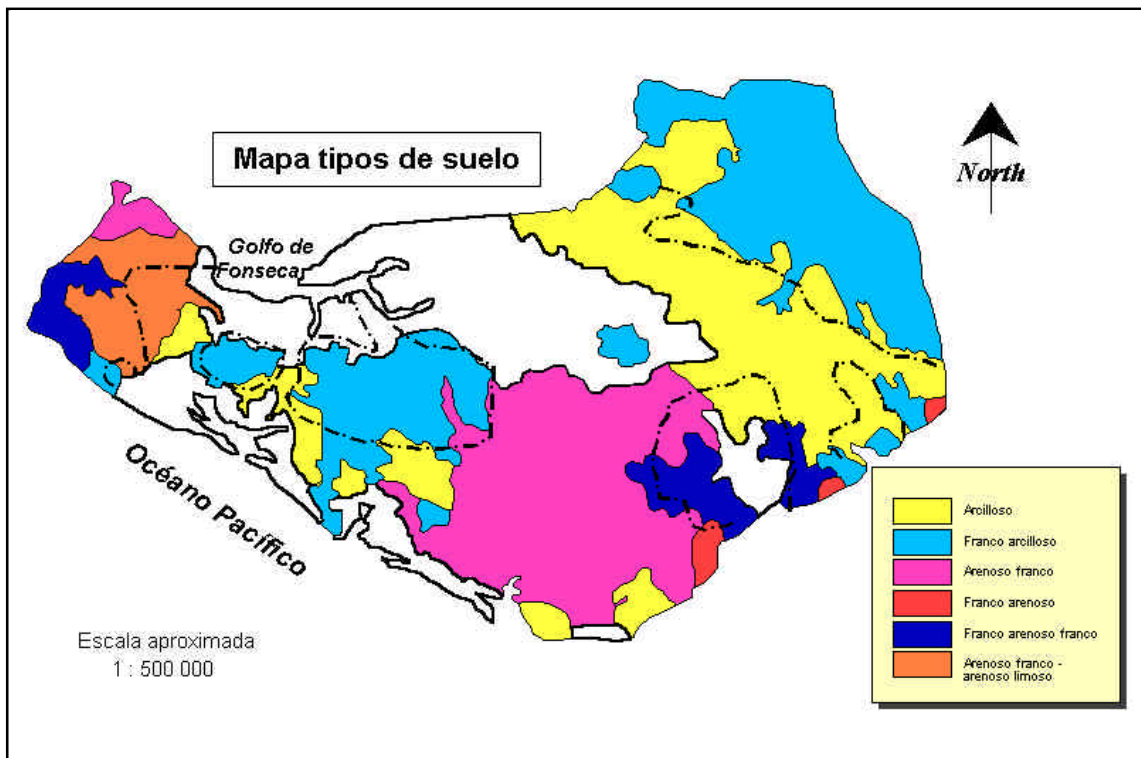 Mapa tipos de suelo
North
Golfo de
Fonseca
Océano Pacífico
Escala aproximada
1 : 500 000
Arcilloso
Franco arcilloso
Arenoso franco
Franco arenoso
Franco arenoso franco
Arenoso franco -
arenoso limoso